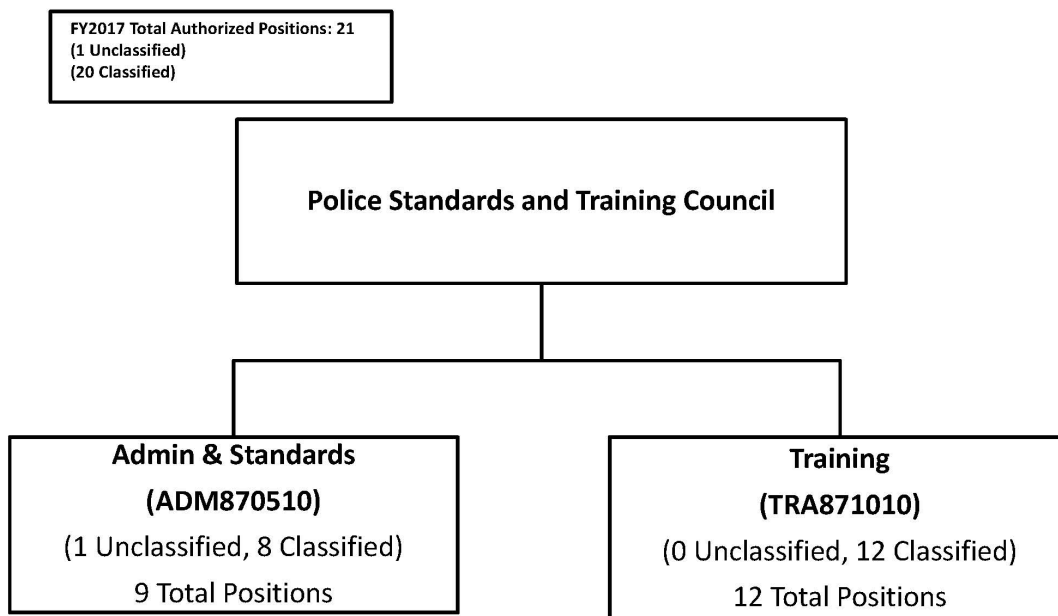 FY2017 Total Authorized Positions: 21
(1 Unclassified)
(20 Classified)
Police Standards and Training Council
Admin & Standards
(ADM870510)
(1 Unclassified, 8 Classified)
9 Total Positions
Training
(TRA871010)
(0 Unclassified, 12 Classified)
12 Total Positions